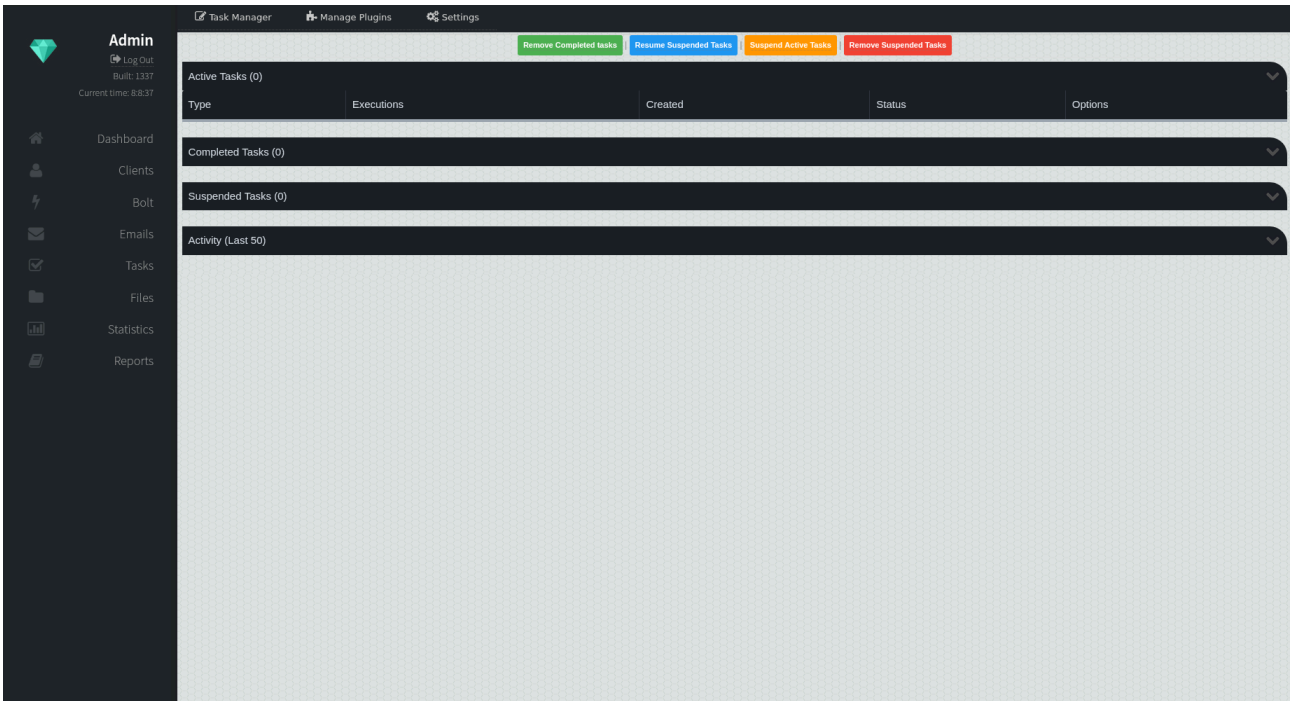 Task Manager Manage Plugins Settings
Admin
Log Out
Built: 1337
Current time: 8:8:37
Dashboard
Clients
Bolt
Emails
Tasks
Files
Statistics
Reports
Remove Completed tasks | Resume Suspended Tasks | Suspend Active Tasks | Remove Suspended Tasks
Active Tasks (0)
Type Executions Created Status Options
Completed Tasks (0)
Suspended Tasks (0)
Activity (Last 50)